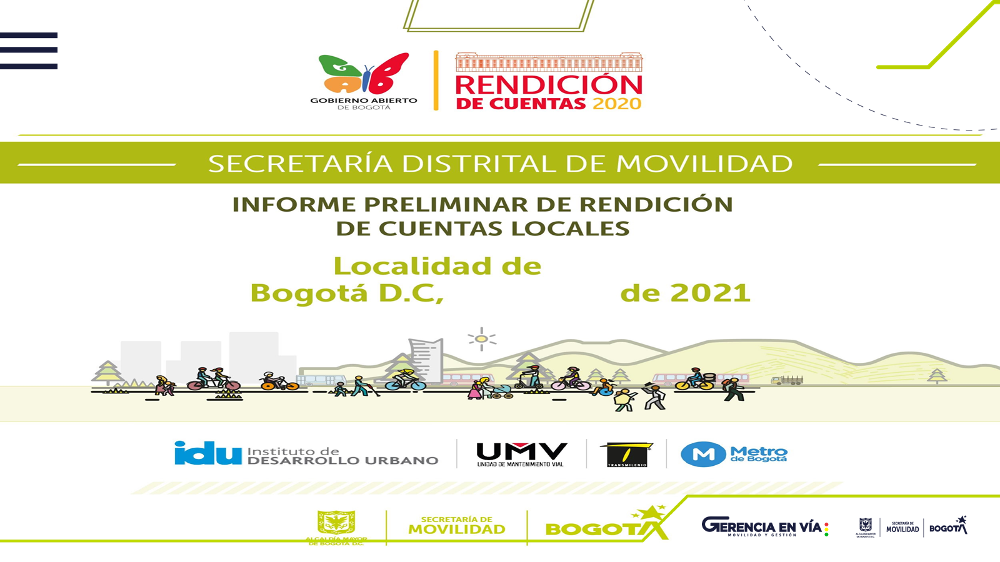 GOBIERNO ABIERTO
DE BOGOTÁ
RENDICIÓN
DE CUENTAS 2020
SECRETARÍA DISTRITAL DE MOVILIDAD
INFORME PRELIMINAR DE RENDICIÓN
DE CUENTAS LOCALES
Localidad de
Bogotá D.C, de 2021
idu Instituto de
DESARROLLO URBANO
UMV
UNIDAD DE MANTENIMIENTO VIAL
TRANSMILENIO
M Metro
de Bogotá
ALCALDÍA MAYOR
DE BOGOTÁ D.C.
SECRETARÍA DE
MOVILIDAD
BOGOTÁ
GERENCIA EN VÍA
MOVILIDAD Y GESTIÓN
ALCALDÍA MAYOR
DE BOGOTÁ D.C.
SECRETARÍA DE
MOVILIDAD
BOGOTÁ